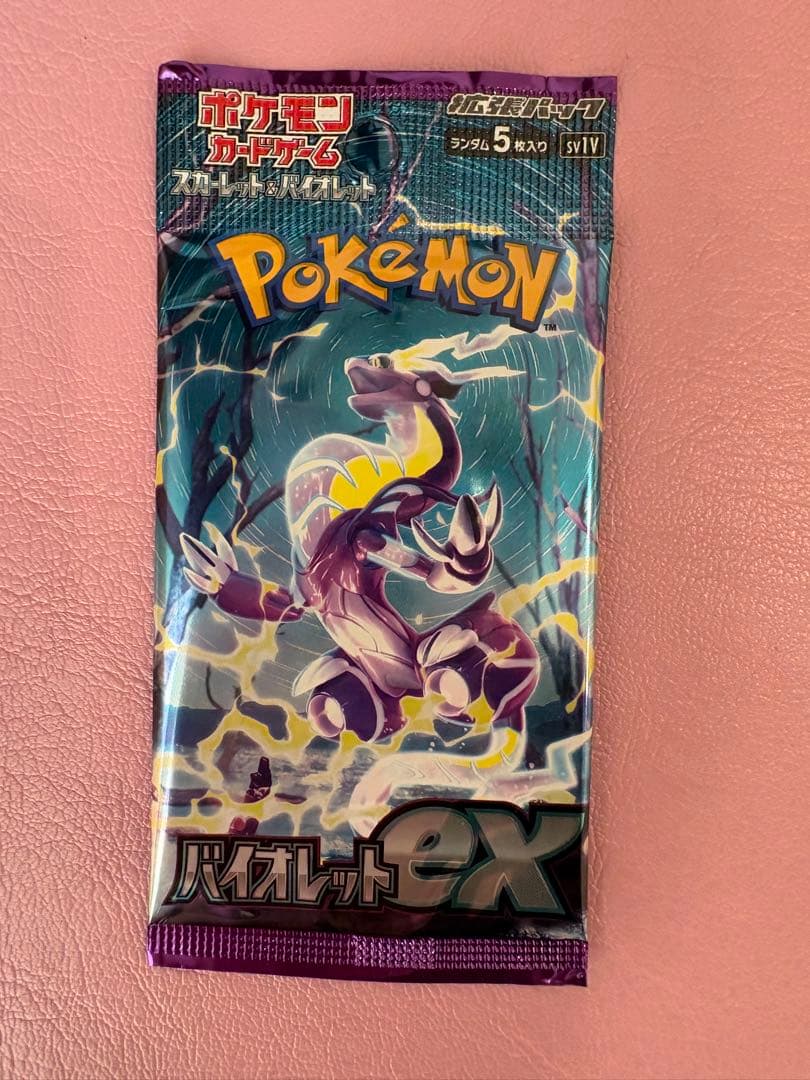 ポケモン
カードゲーム
スカーレット&バイオレット
拡張パック
ランダム5枚入り SV1V
POKéMON
TM
バイオレットex